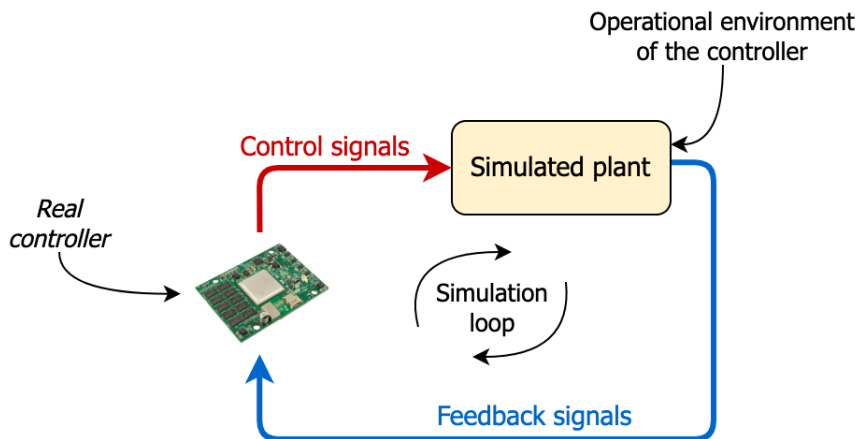 Operational environment
of the controller
Control signals
Simulated plant
Real
controller
Simulation
loop
Feedback signals